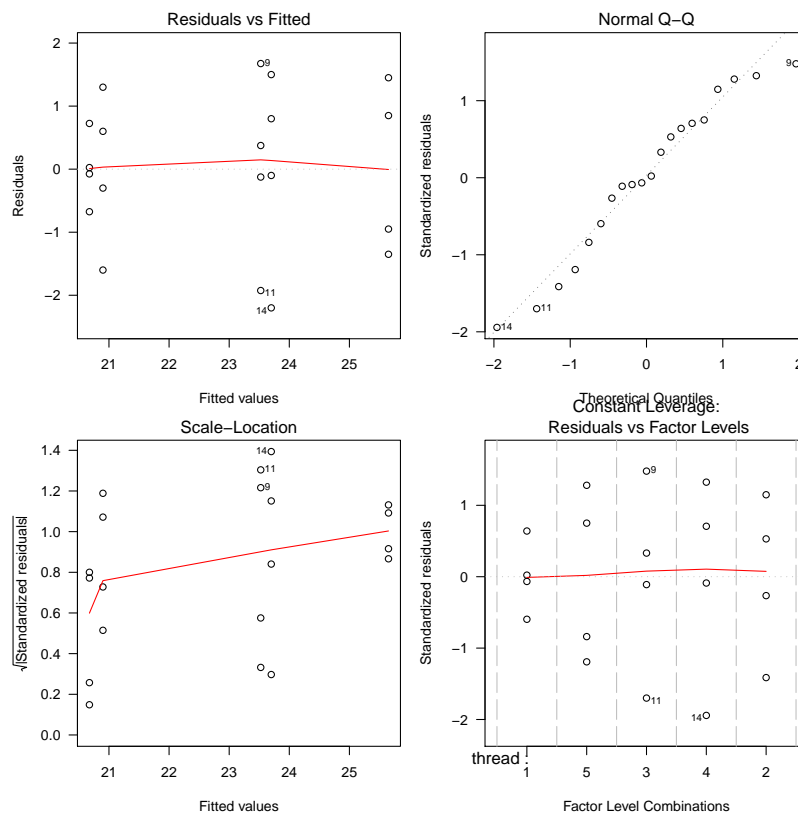 Residuals vs Fitted
2
1
0
−1
−2
Residuals
9
11
14
21 22 23 24 25
Fitted values
Normal Q−Q
1
0
−1
−2
Standardized residuals
9
11
14
−2 −1 0 1 2
Theoretical Quantiles
Scale−Location
1.4
1.2
1.0
0.8
0.6
0.4
0.2
0.0
√|Standardized residuals|
14
11
9
21 22 23 24 25
Fitted values
Constant Leverage:
Residuals vs Factor Levels
1
0
−1
−2
Standardized residuals
9
11
14
thread :
1 5 3 4 2
Factor Level Combinations